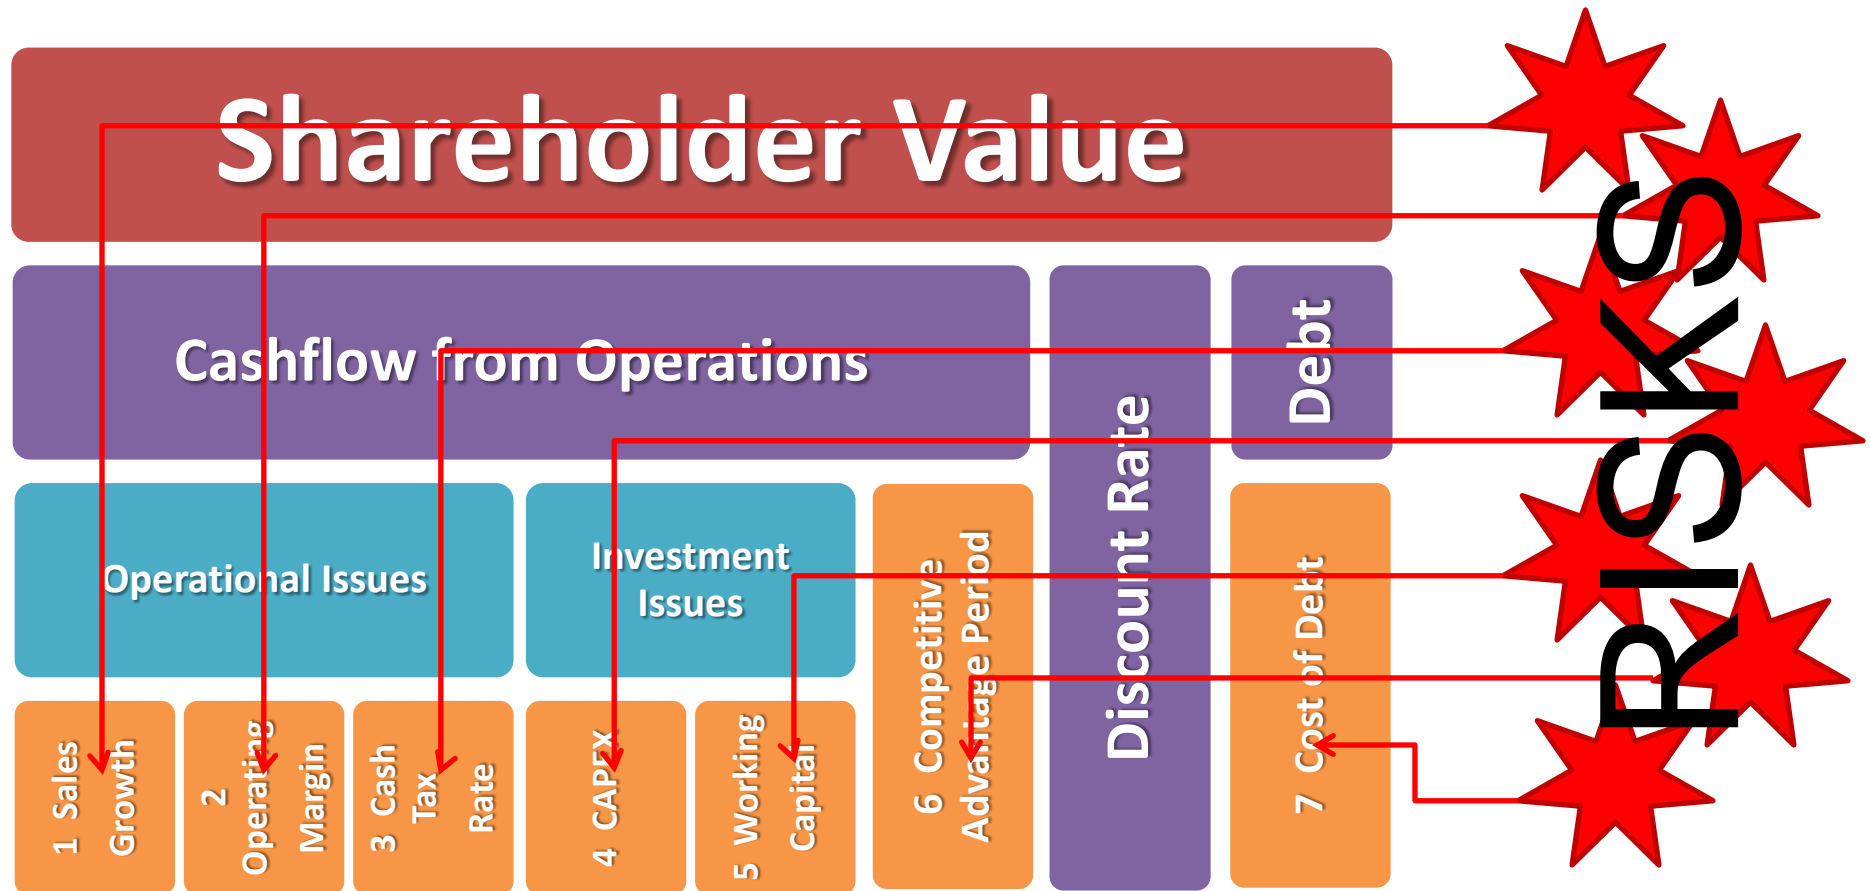 Shareholder Value
Cashflow from Operations
Discount Rate
Debt
Operational Issues
Investment
Issues
1 Sales
Growth
2
Operating
Margin
3 Cash
Tax
Rate
4 CAPEX
5 Working
Capital
6 Competitive
Advantage Period
7 Cost of Debt
RISKS